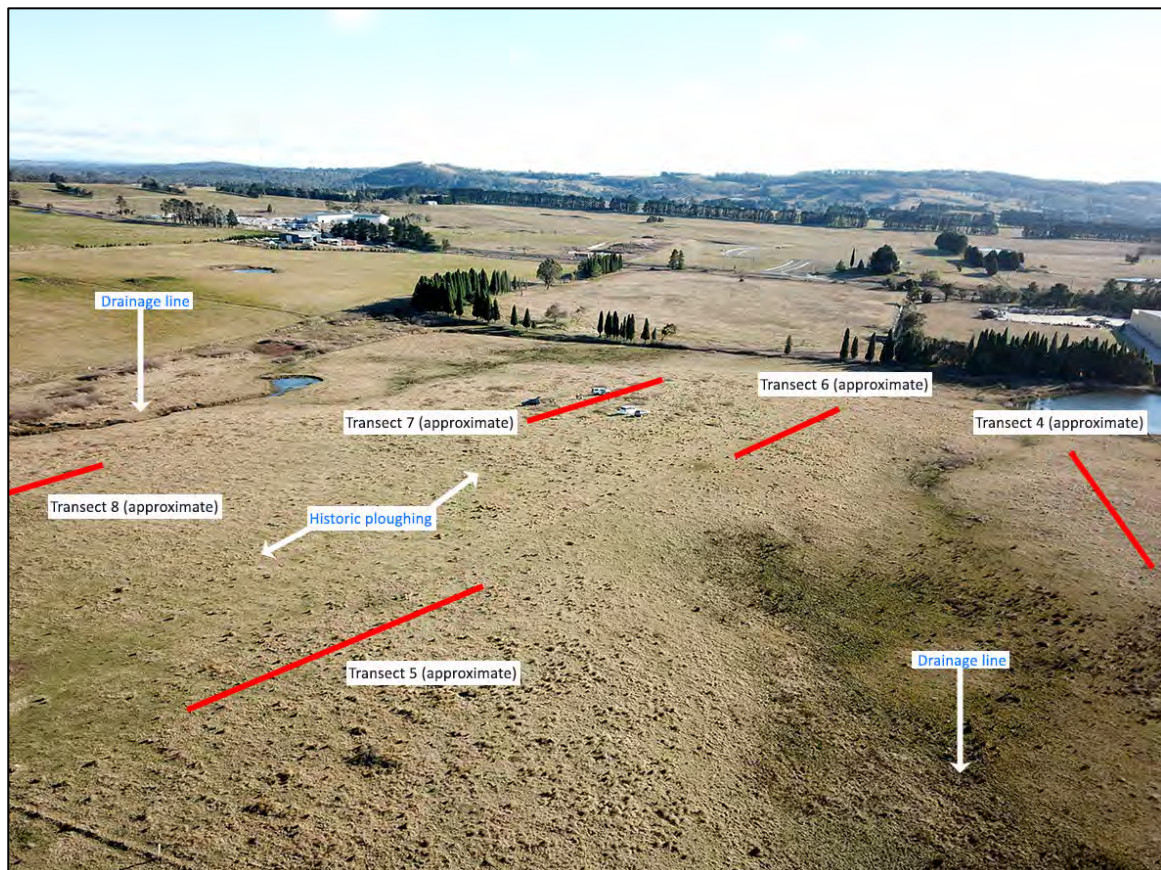 Drainage line
Transect 6 (approximate)
Transect 7 (approximate)
Transect 4 (approximate)
Transect 8 (approximate)
Historic ploughing
Drainage line
Transect 5 (approximate)